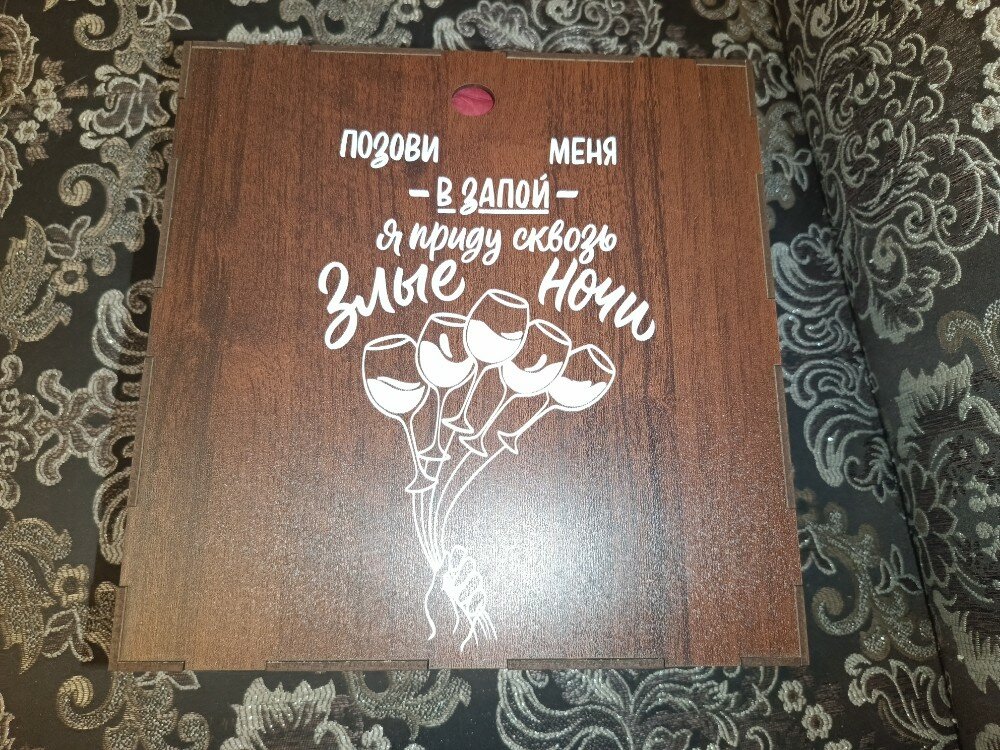 ПОЗОВИ МЕНЯ
– В ЗАПОЙ –
я приду сквозь
Злые Ночи